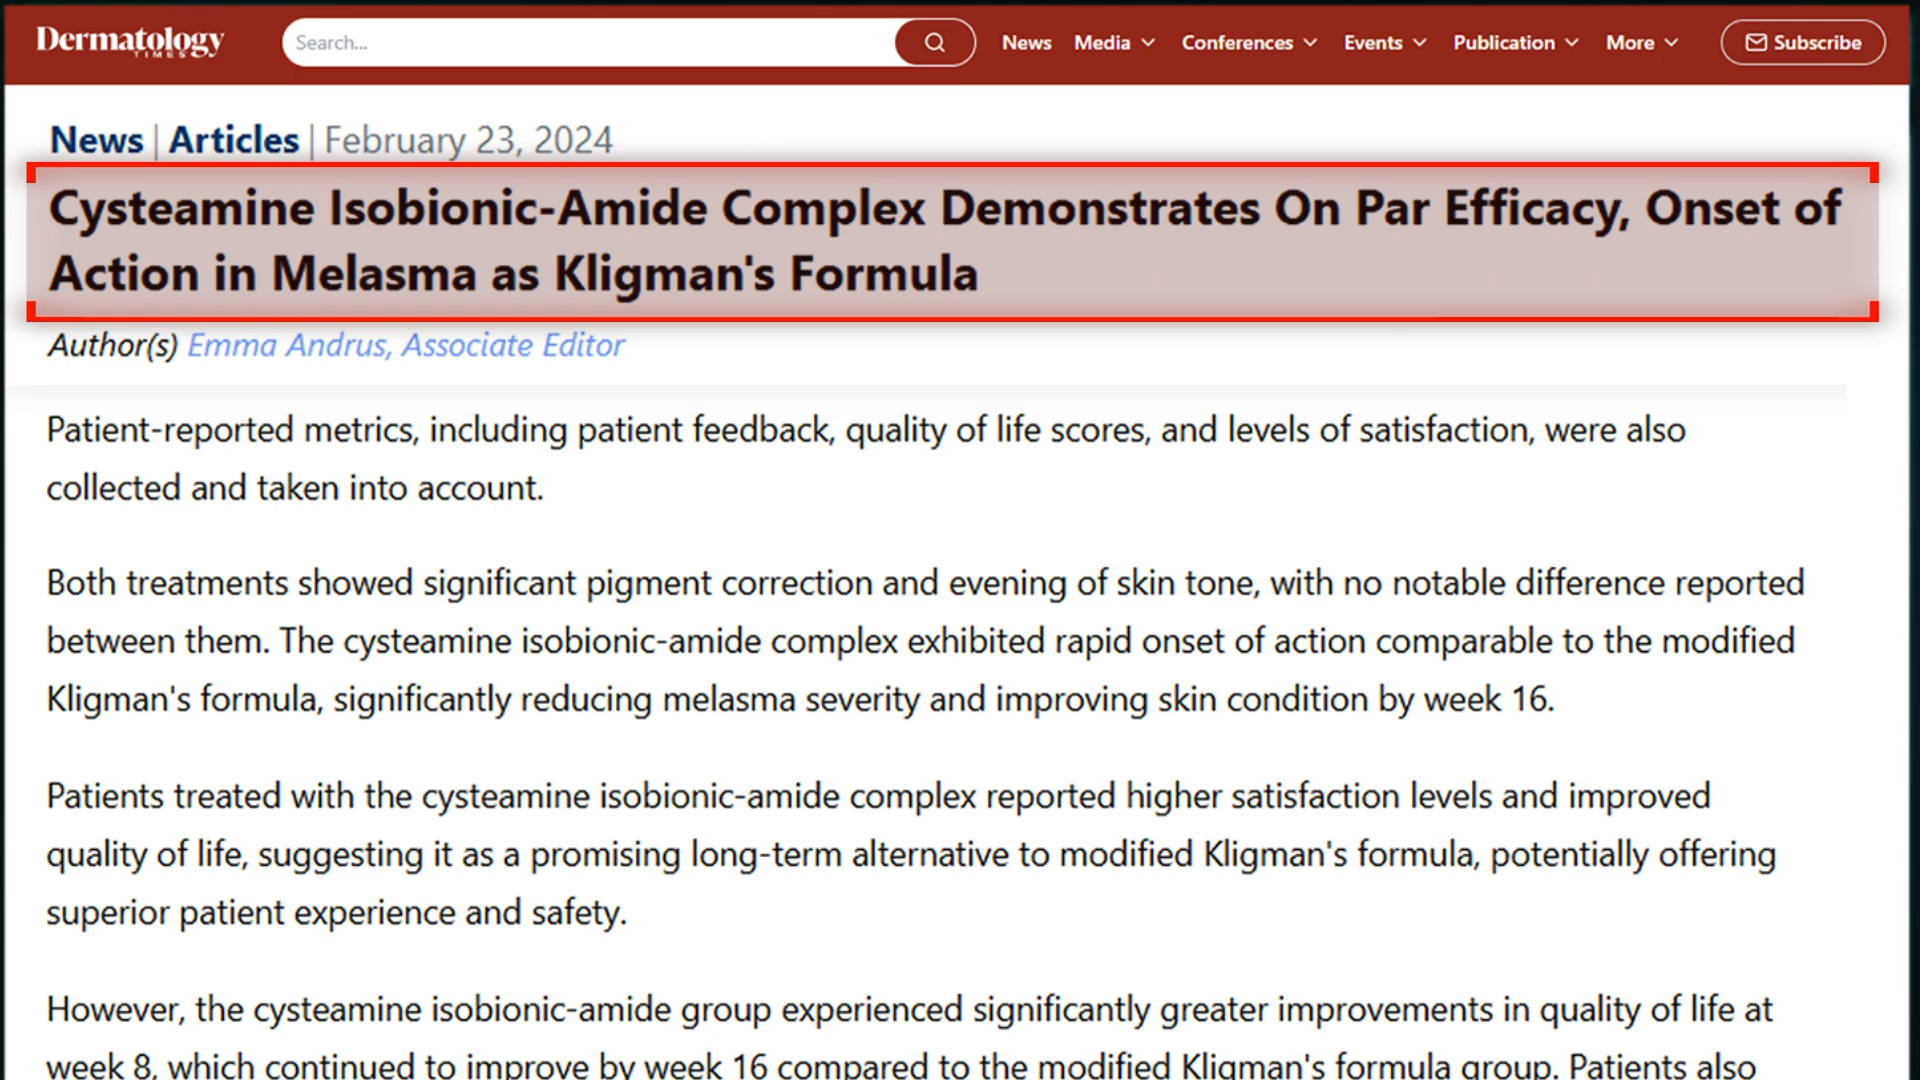 Dermatology
TIMES
Search...
News Media Conferences Events Publication More Subscribe
News | Articles | February 23, 2024
Cysteamine Isobionic-Amide Complex Demonstrates On Par Efficacy, Onset of
Action in Melasma as Kligman's Formula
Author(s) Emma Andrus, Associate Editor
Patient-reported metrics, including patient feedback, quality of life scores, and levels of satisfaction, were also
collected and taken into account.
Both treatments showed significant pigment correction and evening of skin tone, with no notable difference reported
between them. The cysteamine isobionic-amide complex exhibited rapid onset of action comparable to the modified
Kligman's formula, significantly reducing melasma severity and improving skin condition by week 16.
Patients treated with the cysteamine isobionic-amide complex reported higher satisfaction levels and improved
quality of life, suggesting it as a promising long-term alternative to modified Kligman's formula, potentially offering
superior patient experience and safety.
However, the cysteamine isobionic-amide group experienced significantly greater improvements in quality of life at
week 8, which continued to improve by week 16 compared to the modified Kligman's formula group. Patients also